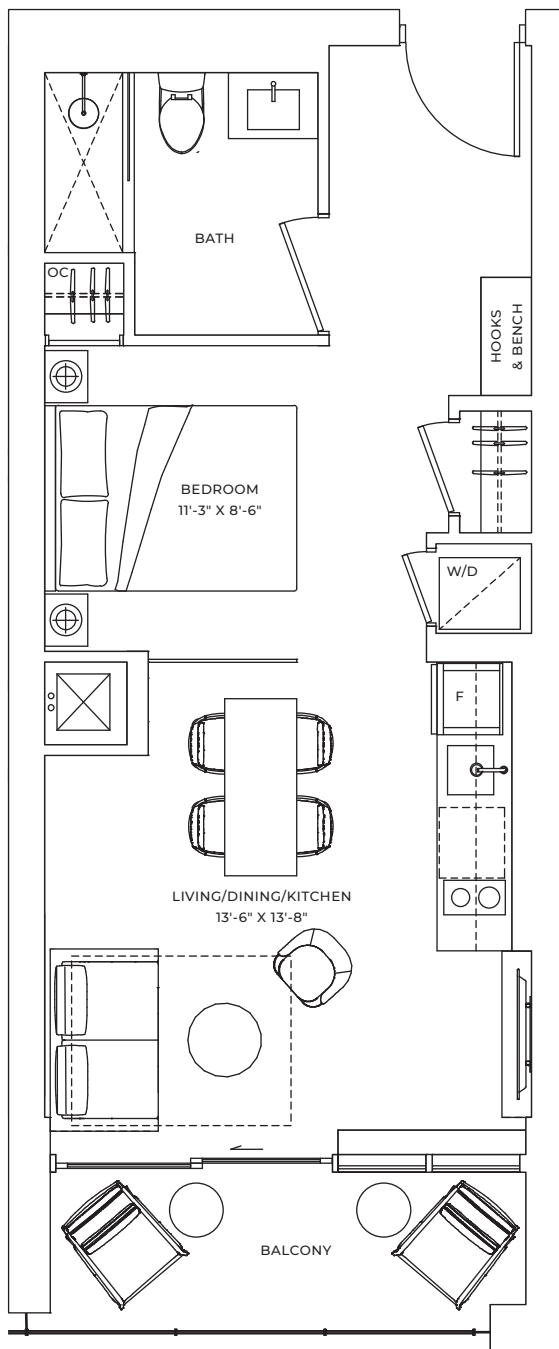 BATH
OC
HOOKS
& BENCH
BEDROOM
11'-3" X 8'-6"
W/D
F
LIVING/DINING/KITCHEN
13'-6" X 13'-8"
BALCONY